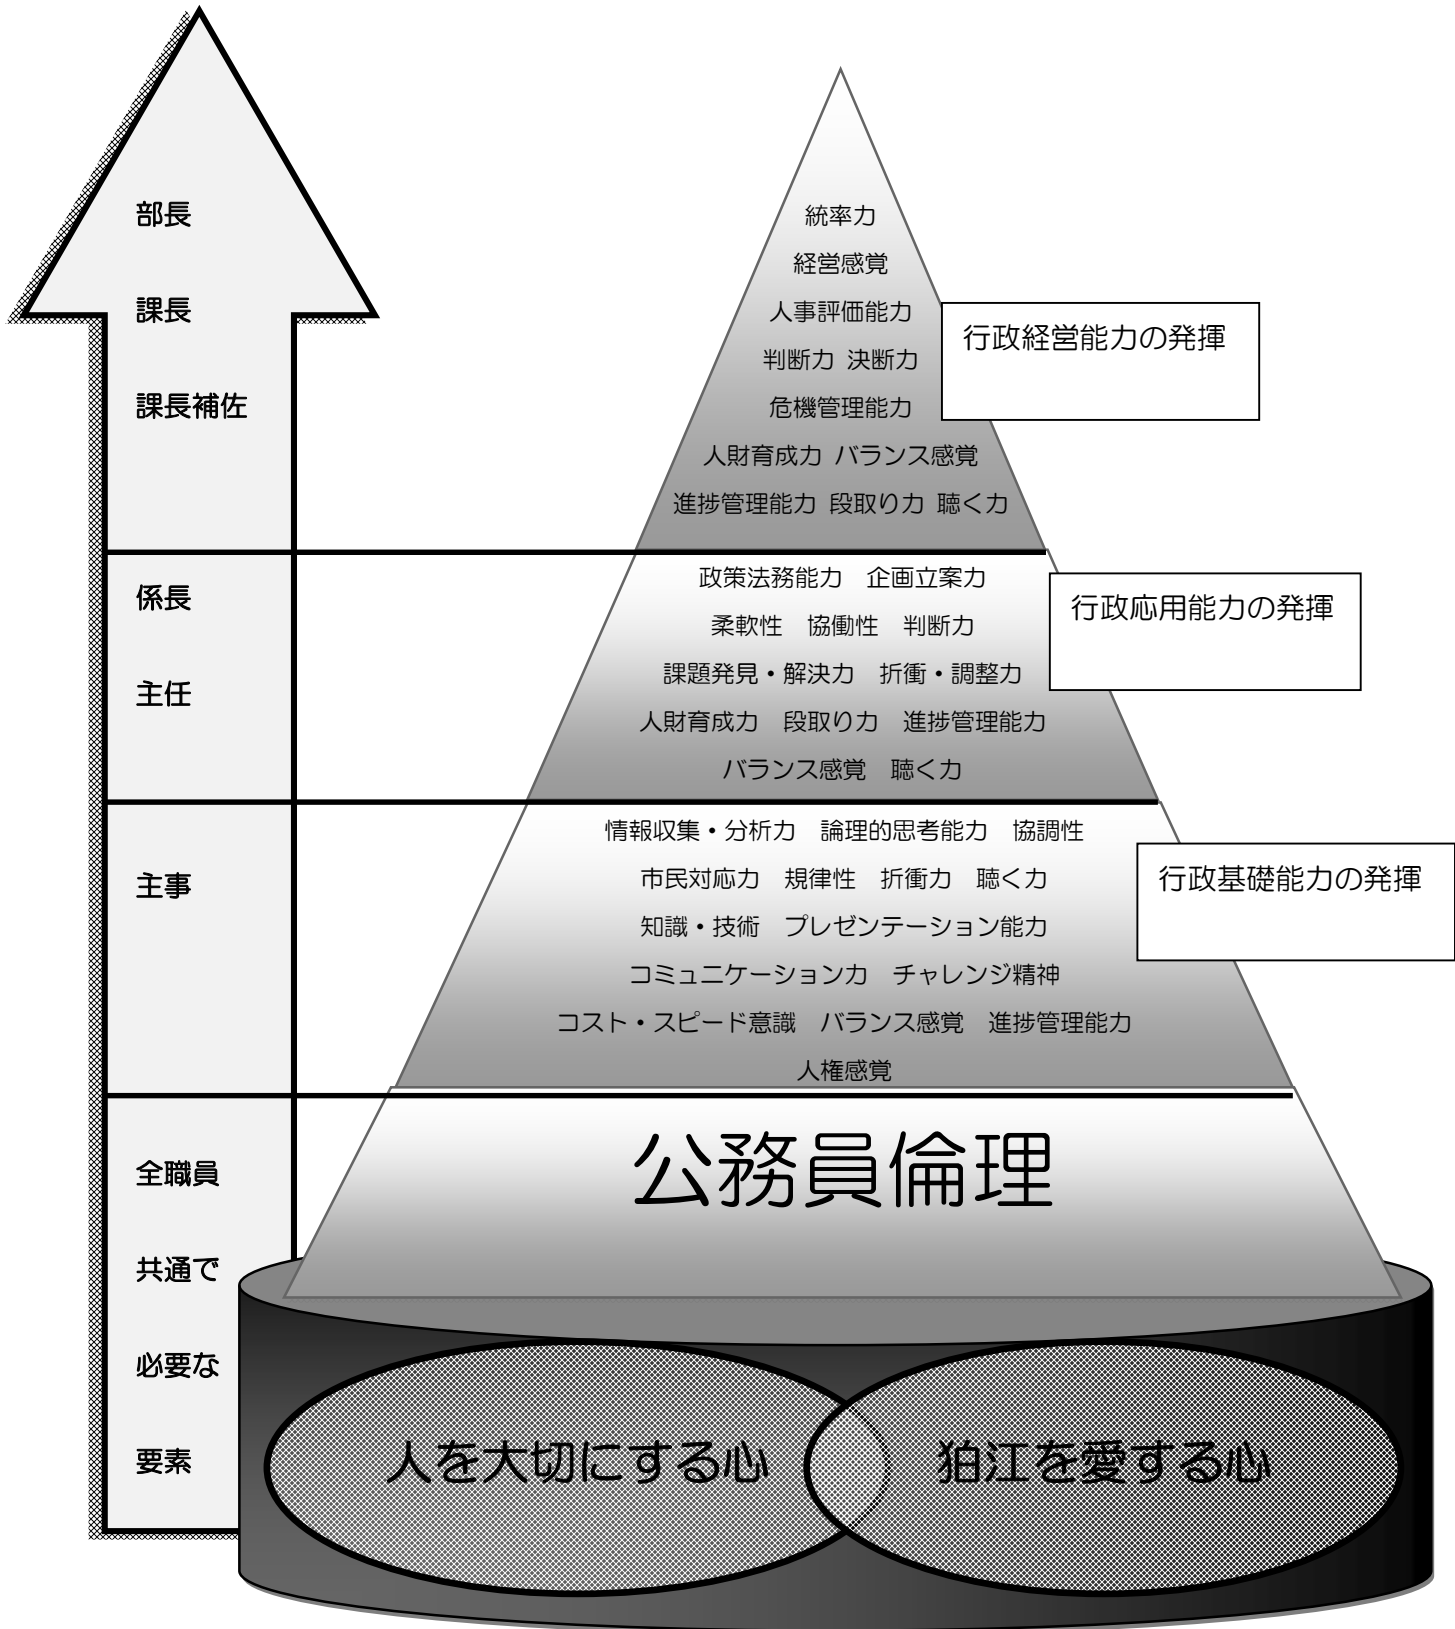 部長
課長
課長補佐
係長
主任
主事
全職員
共通で
必要な
要素
統率力
経営感覚
人事評価能力
判断力 決断力
危機管理能力
人財育成力 バランス感覚
進捗管理能力 段取り力 聴く力
行政経営能力の発揮
政策法務能力　企画立案力
柔軟性　協働性　判断力
課題発見・解決力　折衝・調整力
人財育成力　段取り力　進捗管理能力
バランス感覚　聴く力
行政応用能力の発揮
情報収集・分析力　論理的思考能力　協調性
市民対応力　規律性　折衝力　聴く力
知識・技術　プレゼンテーション能力
コミュニケーション力　チャレンジ精神
コスト・スピード意識　バランス感覚　進捗管理能力
人権感覚
行政基礎能力の発揮
公務員倫理
人を大切にする心
狛江を愛する心